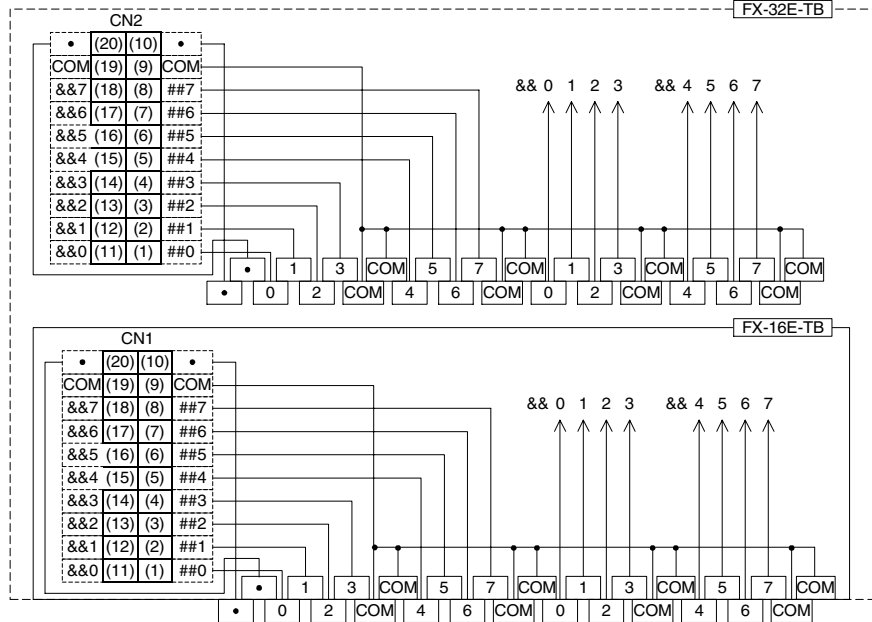 FX-32E-TB
CN2
• (20) (10) •
COM (19) (9) COM
&&7 (18) (8) ##7
&&6 (17) (7) ##6
&&5 (16) (6) ##5
&&4 (15) (5) ##4
&&3 (14) (4) ##3
&&2 (13) (3) ##2
&&1 (12) (2) ##1
&&0 (11) (1) ##0
&& 0 1 2 3 && 4 5 6 7
• 1 3 COM 5 7 COM 1 3 COM 5 7 COM
• 0 2 COM 4 6 COM 0 2 COM 4 6 COM
FX-16E-TB
CN1
• (20) (10) •
COM (19) (9) COM
&&7 (18) (8) ##7
&&6 (17) (7) ##6
&&5 (16) (6) ##5
&&4 (15) (5) ##4
&&3 (14) (4) ##3
&&2 (13) (3) ##2
&&1 (12) (2) ##1
&&0 (11) (1) ##0
&& 0 1 2 3 && 4 5 6 7
• 1 3 COM 5 7 COM 1 3 COM 5 7 COM
• 0 2 COM 4 6 COM 0 2 COM 4 6 COM